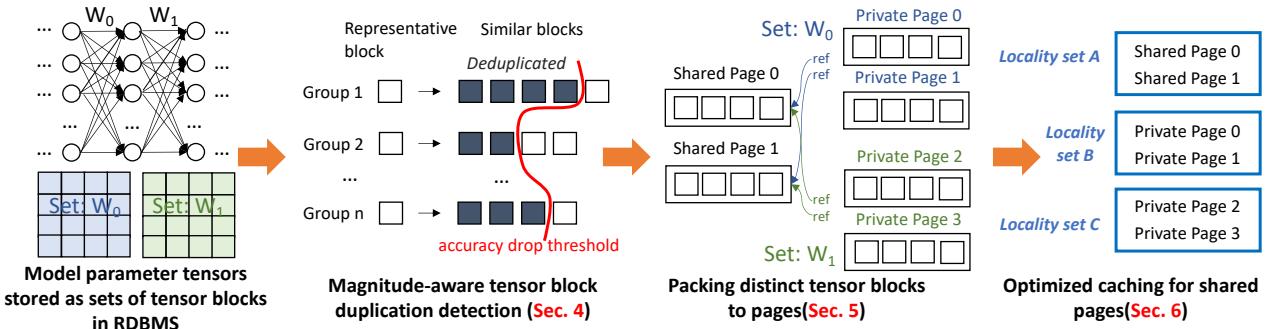 W₀ W₁
... ...
... ...
... ...
... ... ...
... ...
Set: W₀ Set: W₁
Model parameter tensors
stored as sets of tensor blocks
in RDBMS
Representative
block
Similar blocks
Deduplicated
Group 1
Group 2
... ...
Group n
accuracy drop threshold
Magnitude-aware tensor block
duplication detection (Sec. 4)
Set: W₀
Private Page 0
ref
ref
Shared Page 0
Private Page 1
Shared Page 1
Private Page 2
ref
ref
Private Page 3
Set: W₁
Packing distinct tensor blocks
to pages(Sec. 5)
Locality set A
Shared Page 0
Shared Page 1
Locality
set B
Private Page 0
Private Page 1
Locality set C
Private Page 2
Private Page 3
Optimized caching for shared
pages(Sec. 6)